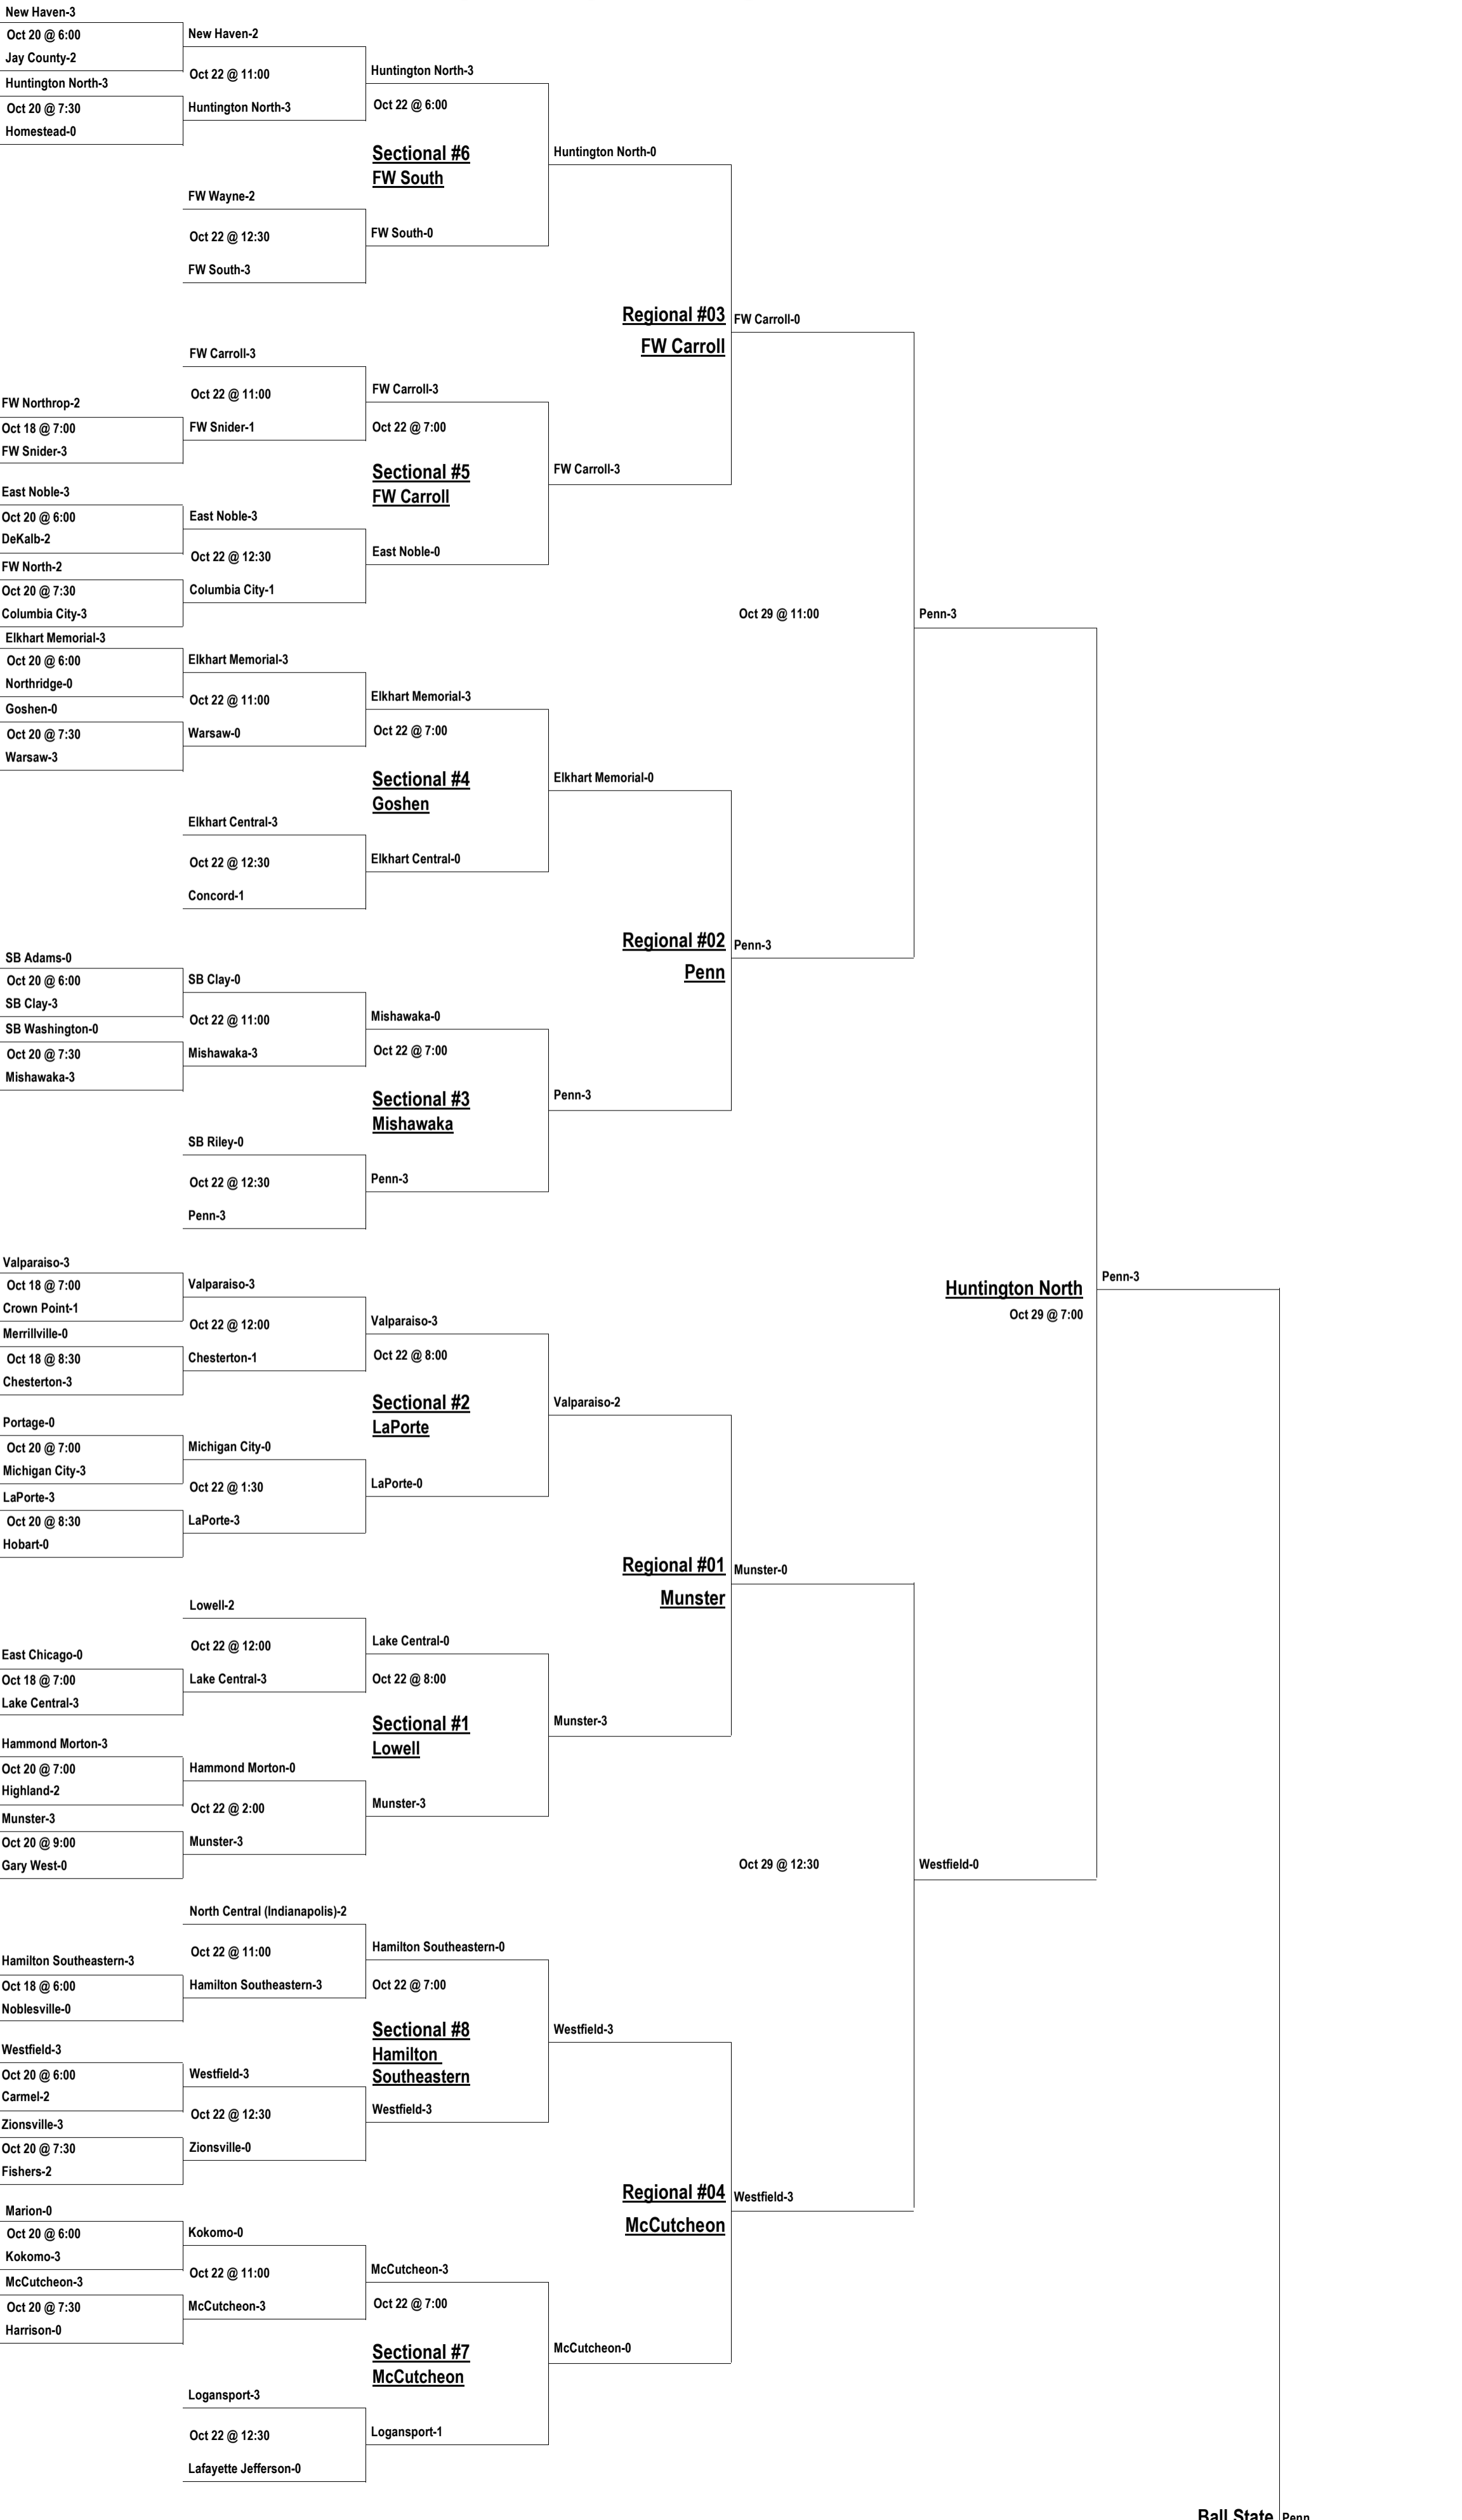 New Haven-3
Oct 20 @ 6:00
Jay County-2
Huntington North-3
Oct 20 @ 7:30
Homestead-0
New Haven-2
Oct 22 @ 11:00
Huntington North-3
Huntington North-3
Oct 22 @ 6:00
Sectional #6
FW South
FW Wayne-2
Oct 22 @ 12:30
FW South-3
FW South-0
Huntington North-0
Regional #03
FW Carroll
FW Carroll-0
FW Carroll-3
Oct 22 @ 11:00
FW Snider-1
FW Northrop-2
Oct 18 @ 7:00
FW Snider-3
FW Carroll-3
Oct 22 @ 7:00
Sectional #5
FW Carroll
FW Carroll-3
East Noble-3
Oct 20 @ 6:00
DeKalb-2
FW North-2
Oct 20 @ 7:30
Columbia City-3
East Noble-3
Oct 22 @ 12:30
Columbia City-1
East Noble-0
Oct 29 @ 11:00
Penn-3
Elkhart Memorial-3
Oct 20 @ 6:00
Northridge-0
Goshen-0
Oct 20 @ 7:30
Warsaw-3
Elkhart Memorial-3
Oct 22 @ 11:00
Warsaw-0
Elkhart Memorial-3
Oct 22 @ 7:00
Sectional #4
Goshen
Elkhart Memorial-0
Elkhart Central-3
Oct 22 @ 12:30
Concord-1
Elkhart Central-0
Regional #02
Penn
Penn-3
SB Adams-0
Oct 20 @ 6:00
SB Clay-3
SB Washington-0
Oct 20 @ 7:30
Mishawaka-3
SB Clay-0
Oct 22 @ 11:00
Mishawaka-3
Mishawaka-0
Oct 22 @ 7:00
Sectional #3
Mishawaka
Penn-3
SB Riley-0
Oct 22 @ 12:30
Penn-3
Penn-3
Huntington North
Oct 29 @ 7:00
Penn-3
Valparaiso-3
Oct 18 @ 7:00
Crown Point-1
Merrillville-0
Oct 18 @ 8:30
Chesterton-3
Valparaiso-3
Oct 22 @ 12:00
Chesterton-1
Valparaiso-3
Oct 22 @ 8:00
Sectional #2
LaPorte
Valparaiso-2
Portage-0
Oct 20 @ 7:00
Michigan City-3
LaPorte-3
Oct 20 @ 8:30
Hobart-0
Michigan City-0
Oct 22 @ 1:30
LaPorte-3
LaPorte-0
Regional #01
Munster
Munster-0
Lowell-2
Oct 22 @ 12:00
Lake Central-3
East Chicago-0
Oct 18 @ 7:00
Lake Central-3
Lake Central-0
Oct 22 @ 8:00
Sectional #1
Lowell
Munster-3
Hammond Morton-3
Oct 20 @ 7:00
Highland-2
Munster-3
Oct 20 @ 9:00
Gary West-0
Hammond Morton-0
Oct 22 @ 2:00
Munster-3
Munster-3
Oct 29 @ 12:30
Westfield-0
North Central (Indianapolis)-2
Oct 22 @ 11:00
Hamilton Southeastern-3
Hamilton Southeastern-3
Oct 18 @ 6:00
Noblesville-0
Hamilton Southeastern-0
Oct 22 @ 7:00
Sectional #8
Hamilton
Southeastern
Westfield-3
Westfield-3
Oct 20 @ 6:00
Carmel-2
Zionsville-3
Oct 20 @ 7:30
Fishers-2
Westfield-3
Oct 22 @ 12:30
Zionsville-0
Westfield-3
Regional #04
McCutcheon
Westfield-3
Marion-0
Oct 20 @ 6:00
Kokomo-3
McCutcheon-3
Oct 20 @ 7:30
Harrison-0
Kokomo-0
Oct 22 @ 11:00
McCutcheon-3
McCutcheon-3
Oct 22 @ 7:00
Sectional #7
McCutcheon
McCutcheon-0
Logansport-3
Oct 22 @ 12:30
Lafayette Jefferson-0
Logansport-1
Ball State
Penn